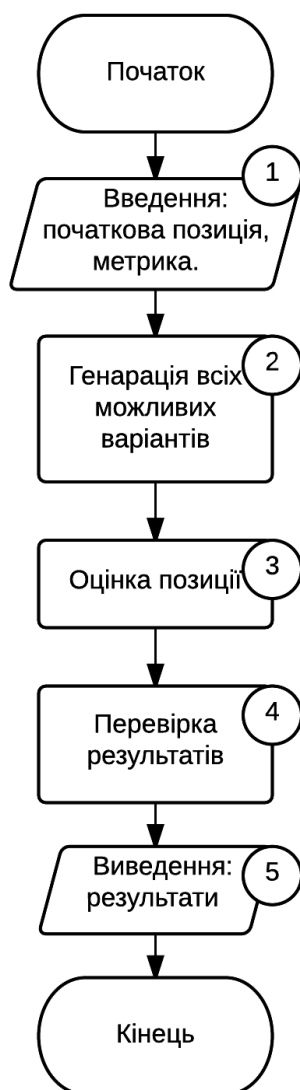 Початок
1
Введення:
початкова позиція,
метрика.
2
Генарація всіх
можливих
варіантів
3
Оцінка позиції
4
Перевірка
результатів
5
Виведення:
результати
Кінець